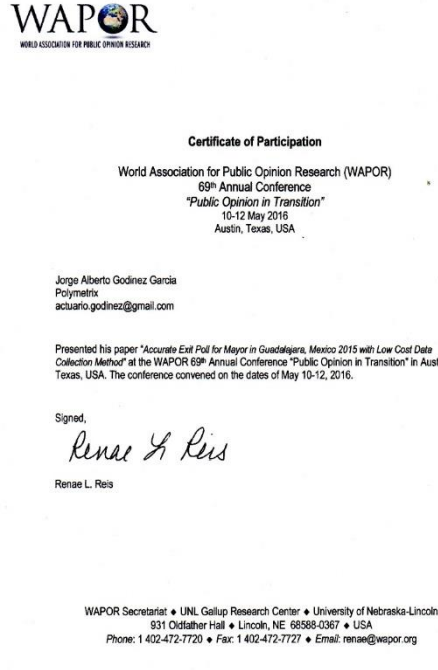 WAPOR
WORLD ASSOCIATION FOR PUBLIC OPINION RESEARCH
Certificate of Participation
World Association for Public Opinion Research (WAPOR)
69th Annual Conference
"Public Opinion in Transition"
10-12 May 2016
Austin, Texas, USA
Jorge Alberto Godinez Garcia
Polymetrix
actuario.godinez@gmail.com
Presented his paper "Accurate Exit Poll for Mayor in Guadalajara, Mexico 2015 with Low Cost Data
Collection Method" at the WAPOR 69th Annual Conference "Public Opinion in Transition" in Aust
Texas, USA. The conference convened on the dates of May 10-12, 2016.
Signed,
Renae L Reis
Renae L. Reis
WAPOR Secretariat ♦ UNL Gallup Research Center ♦ University of Nebraska-Lincoln
931 Oldfather Hall ♦ Lincoln, NE 68588-0367 ♦ USA
Phone: 1 402-472-7720 ♦ Fax: 1 402-472-7727 ♦ Email: renae@wapor.org